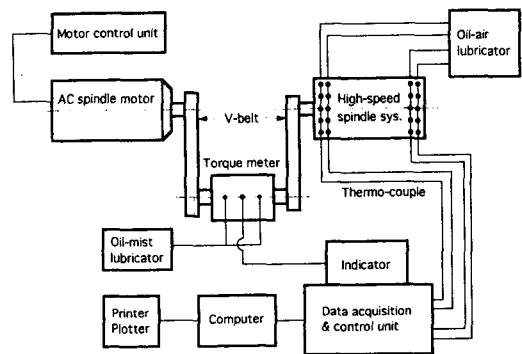 Motor control unit
Oil-air
lubricator
AC spindle motor
High-speed
spindle sys.
V-belt
Torque meter
Thermo-couple
Oil-mist
lubricator
Indicator
Printer
Plotter
Computer
Data acquisition
& control unit